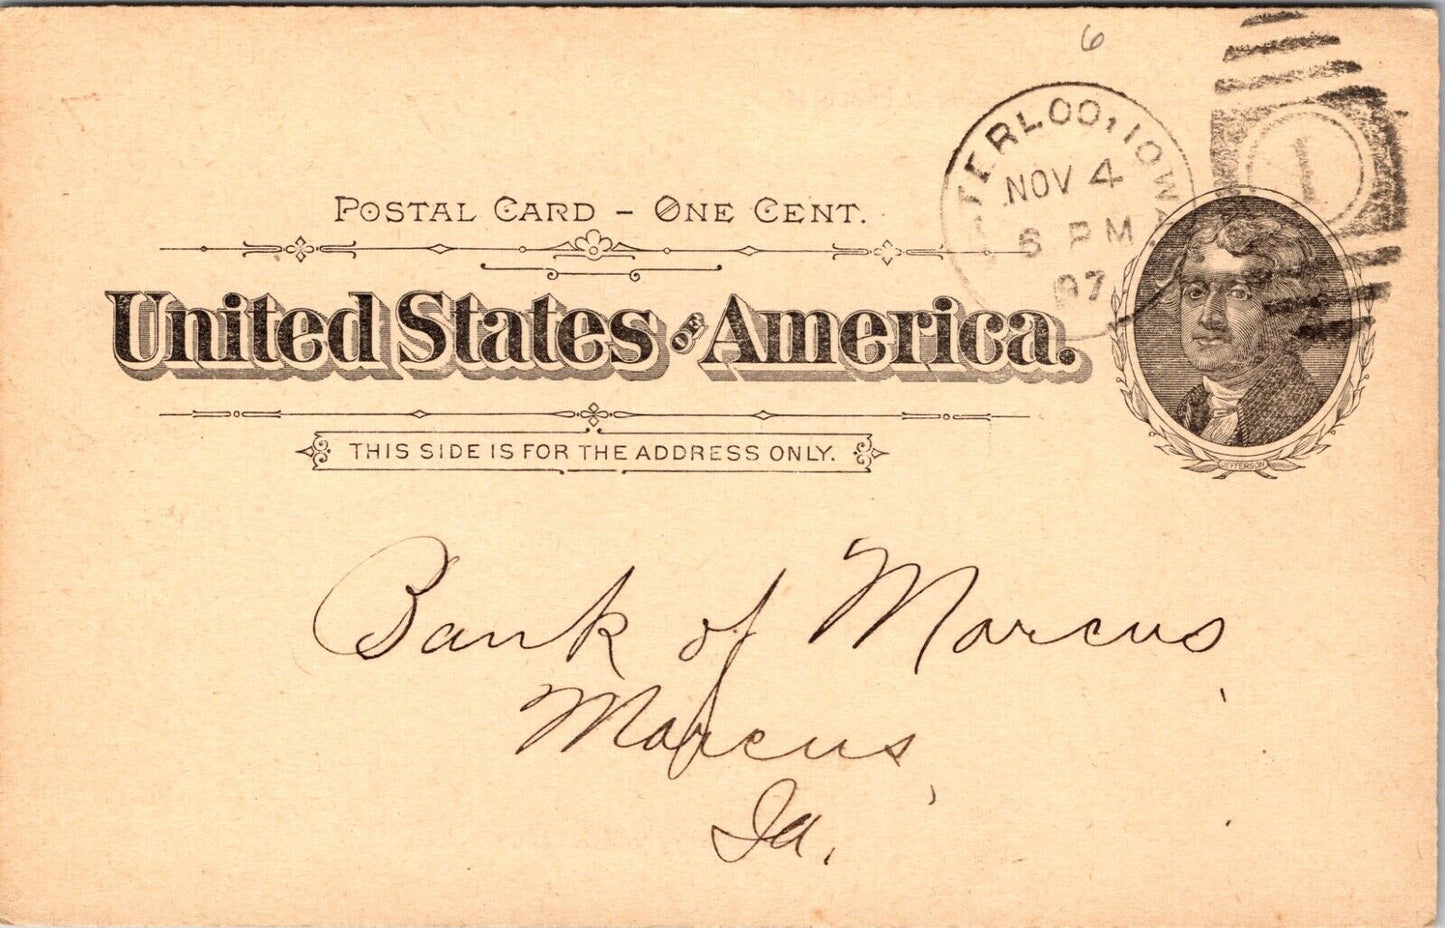 6
WATERLOO, IOWA.
NOV 4
6 PM
97
1
POSTAL CARD – ONE CENT.
United States OF America.
THIS SIDE IS FOR THE ADDRESS ONLY.
JEFFERSON
Bank of Marcus
Marcus,
Ia.